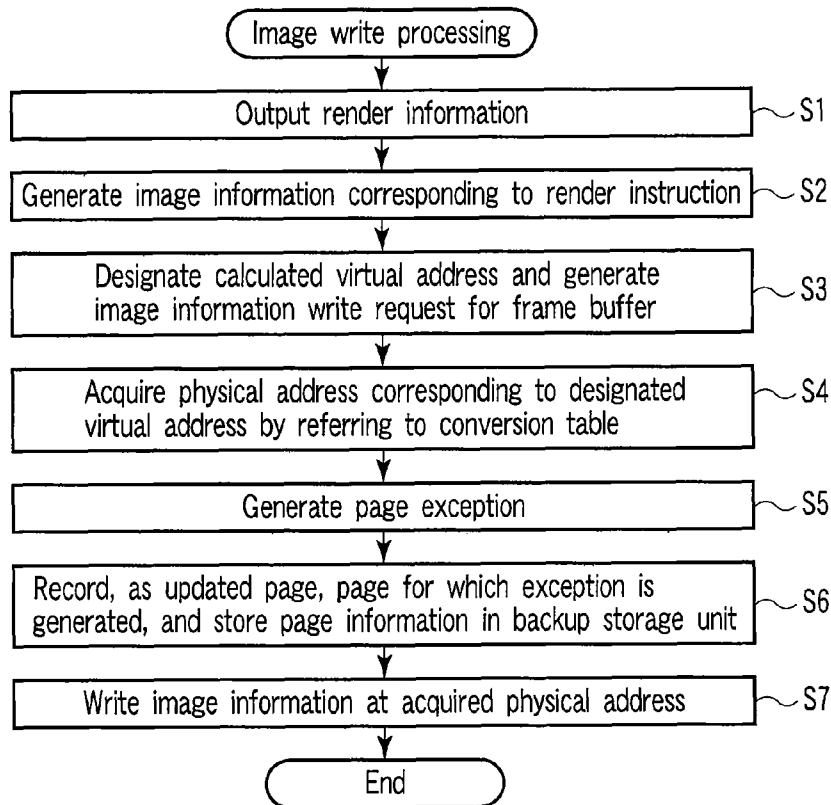 Image write processing
Output render information
S1
Generate image information corresponding to render instruction
S2
Designate calculated virtual address and generate
image information write request for frame buffer
S3
Acquire physical address corresponding to designated
virtual address by referring to conversion table
S4
Generate page exception
S5
Record, as updated page, page for which exception is
generated, and store page information in backup storage unit
S6
Write image information at acquired physical address
S7
End